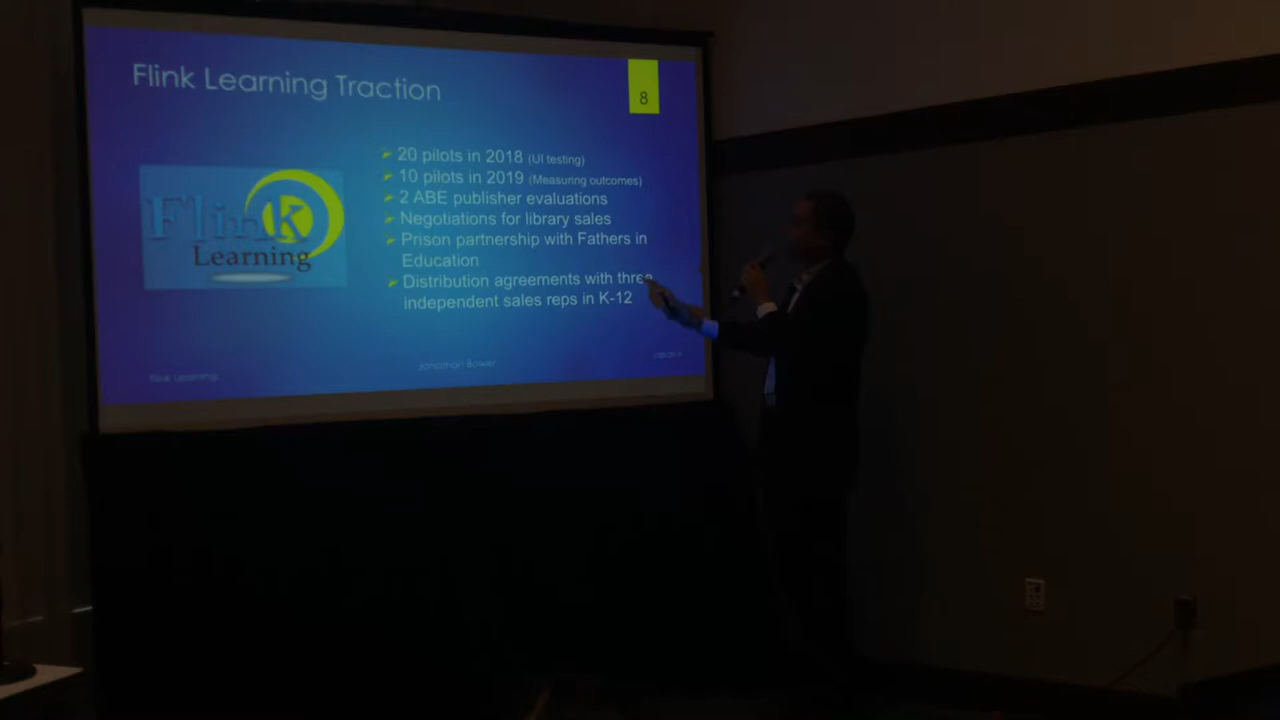 Flink Learning Traction
8
20 pilots in 2018 (UI testing)
10 pilots in 2019 (Measuring outcomes)
2 ABE publisher evaluations
Negotiations for library sales
Prison partnership with Fathers in
Education
Distribution agreements with three
independent sales reps in K-12
Flink
Learning
Flink Learning
Jonathan Bower